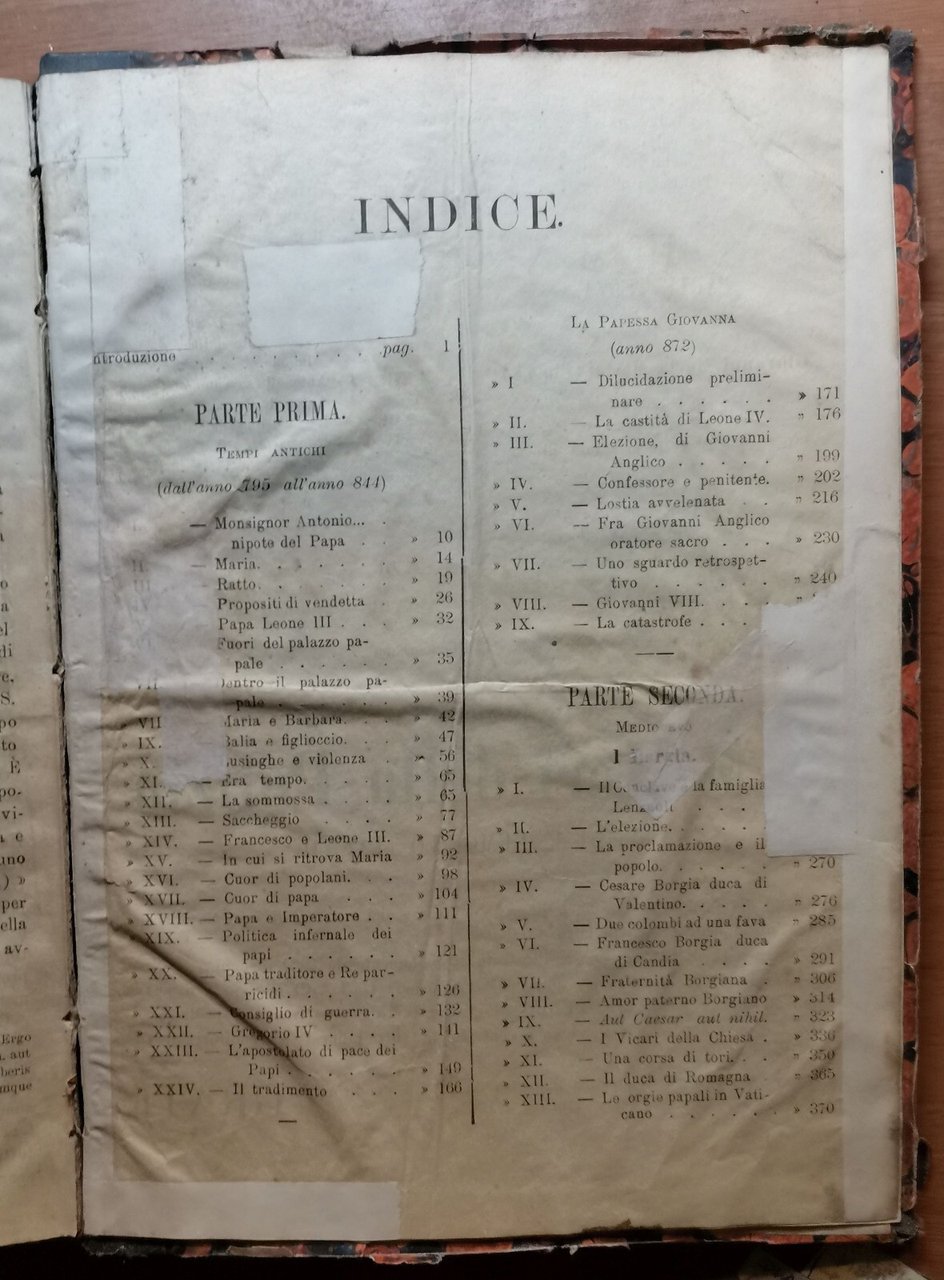 INDICE.
ntroduzione . . . . . . . . . pag. 1
PARTE PRIMA.
TEMPI ANTICHI
(dall'anno 795 all'anno 844)
— Monsignor Antonio... .
nipote del Papa . . » 10
— Maria. . . . . . . » 14
Ratto. . . . . . . » 19
Propositi di vendetta . » 26
Papa Leone III . . . » 32
Fuori del palazzo pa-
pale . . . . . . » 35
Dentro il palazzo pa-
pale . . . . . . » 39
» VII Maria e Barbara. . . » 42
» IX. Balia e figlioccio. . . » 47
» X. Lusinghe e violenza . » 56
» XI. — Era tempo. . . . . » 65
» XII. — La sommossa . . . . » 65
» XIII. — Saccheggio . . . . » 77
» XIV. — Francesco e Leone III. » 87
» XV. — In cui si ritrova Maria » 92
» XVI. — Cuor di popolani. . . » 98
» XVII. — Cuor di papa . . . » 104
» XVIII. — Papa e Imperatore . . » 111
» XIX. — Politica infernale dei
papi . . . . . . » 121
» XX. — Papa traditore e Re par-
ricidi . . . . . . » 126
» XXI. — Consiglio di guerra. . » 132
» XXII. — Gregorio IV . . . . » 141
» XXIII. — L'apostolato di pace dei
Papi . . . . . . » 149
» XXIV. — Il tradimento . . . » 166
LA PAPESSA GIOVANNA
(anno 872)
» I — Dilucidazione prelimi-
nare . . . . . . » 171
» II. — La castità di Leone IV. » 176
» III. — Elezione, di Giovanni
Anglico . . . . . » 199
» IV. — Confessore e penitente. » 202
» V. — Lostia avvelenata . . » 216
» VI. — Fra Giovanni Anglico
oratore sacro . . . » 230
» VII. — Uno sguardo retrospet-
tivo . . . . . . » 240
» VIII. — Giovanni VIII. . . .
» IX. — La catastrofe . . .
PARTE SECONDA.
MEDIO
I
» I. — Il la famiglia
» II. — L'elezione. . . . .
» III. — La proclamazione e il
popolo. . . . . . » 270
» IV. — Cesare Borgia duca di
Valentino. . . . . » 276
» V. — Due colombi ad una fava » 285
» VI. — Francesco Borgia duca
di Candia . . . . » 291
» VII. — Fraternità Borgiana . » 306
» VIII. — Amor paterno Borgiano » 314
» IX. — Aut Caesar aut nihil. » 323
» X. — I Vicari della Chiesa . » 336
» XI. — Una corsa di tori. . . » 350
» XII. — Il duca di Romagna » 365
» XIII. — Le orgie papali in Vati-
cano . . . . . . » 370